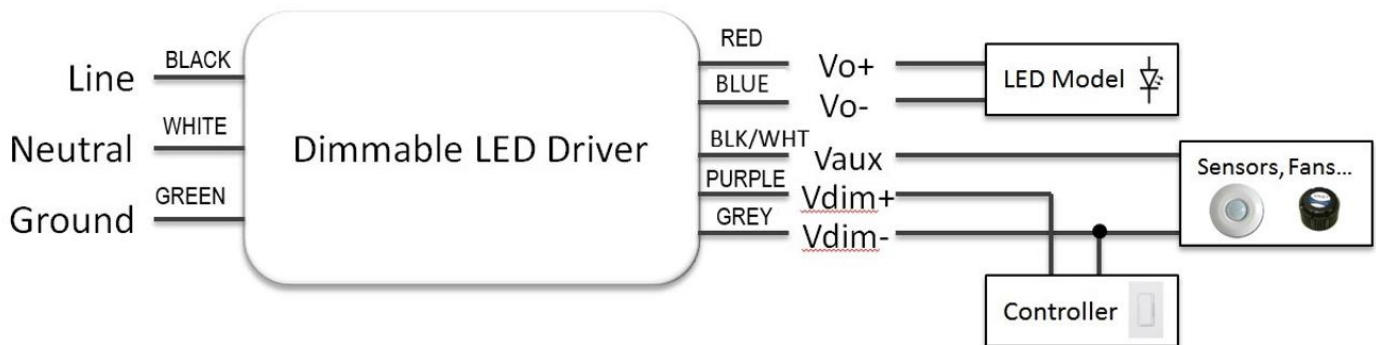 Line BLACK
Neutral WHITE
Ground GREEN
Dimmable LED Driver
RED Vo+
BLUE Vo-
BLK/WHT Vaux
PURPLE Vdim+
GREY Vdim-
LED Model
Sensors, Fans...
Controller